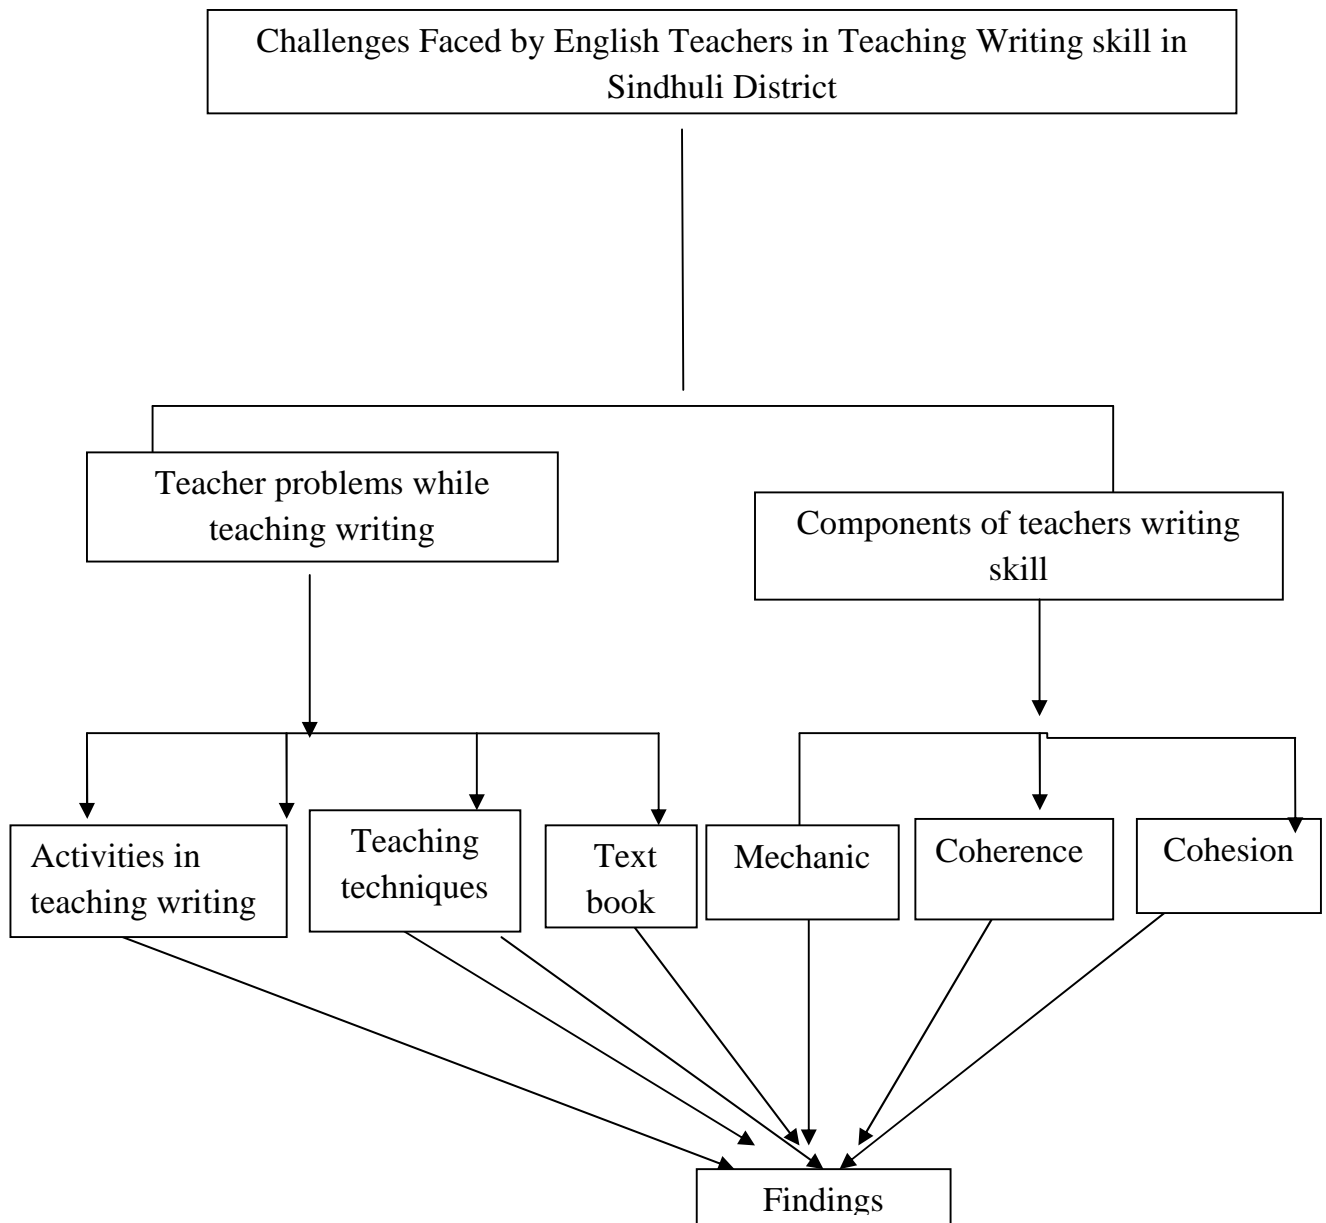 Challenges Faced by English Teachers in Teaching Writing skill in
Sindhuli District
Teacher problems while
teaching writing
Components of teachers writing
skill
Activities in
teaching writing
Teaching
techniques
Text
book
Mechanic
Coherence
Cohesion
Findings